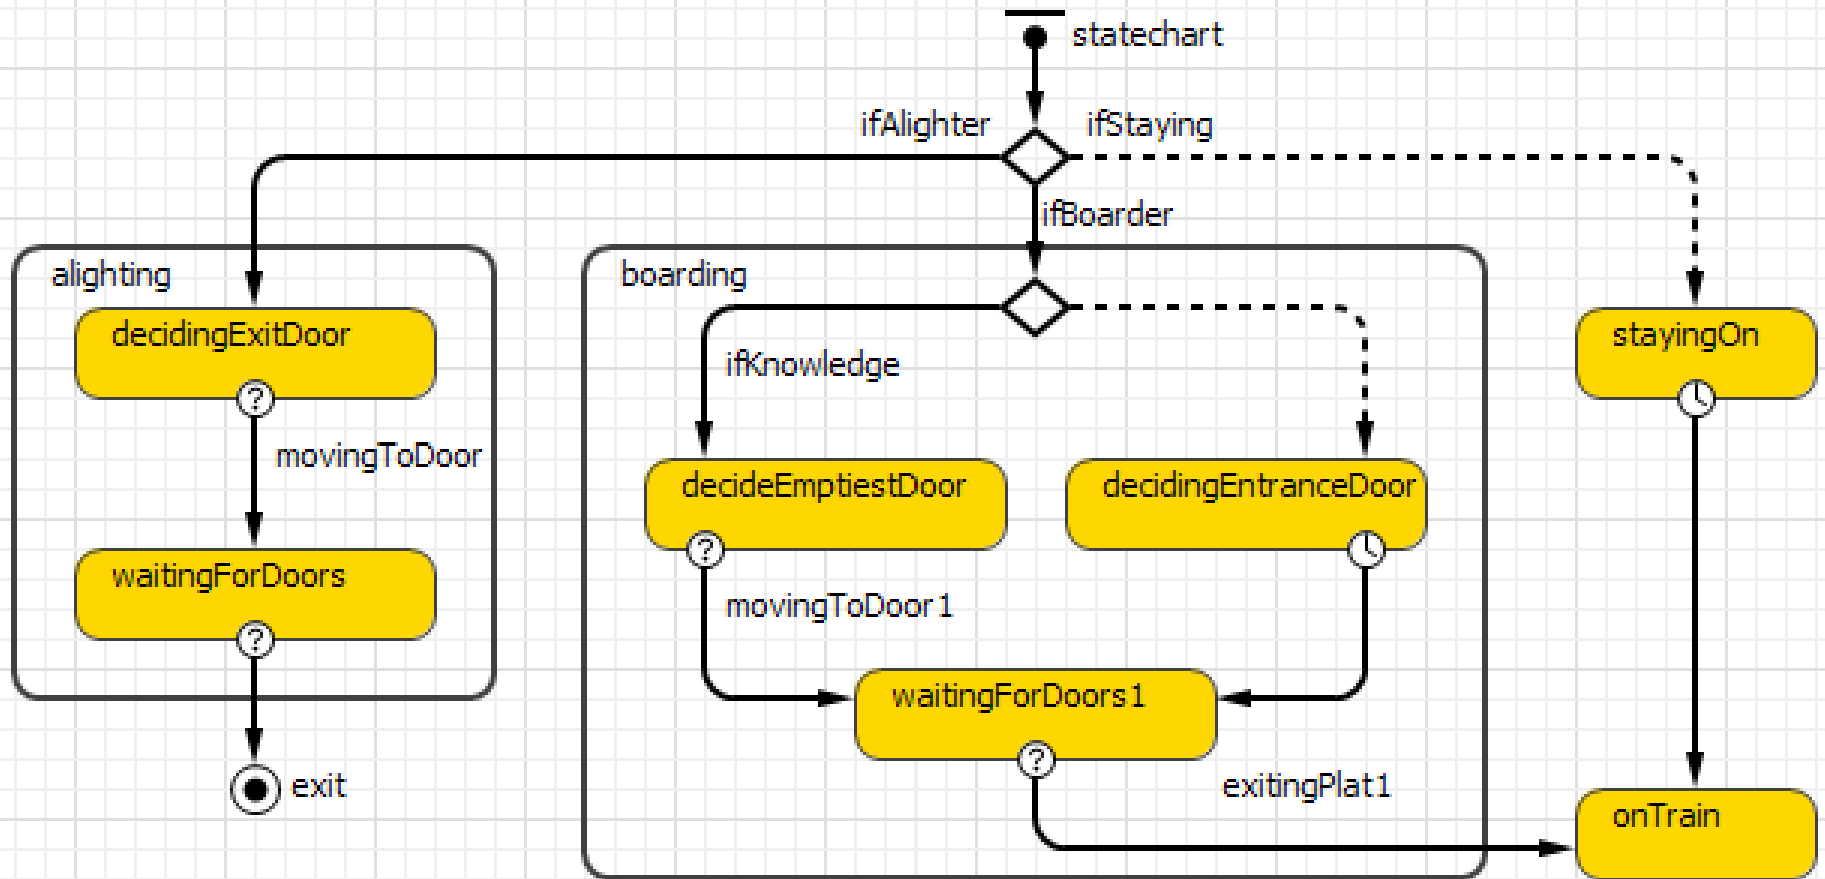 statechart
ifAlighter
ifStaying
ifBoarder
alighting
boarding
decidingExitDoor
stayingOn
ifKnowledge
?
movingToDoor
decideEmptiestDoor
decidingEntranceDoor
?
waitingForDoors
movingToDoor1
?
waitingForDoors1
?
exit
exitingPlat1
onTrain